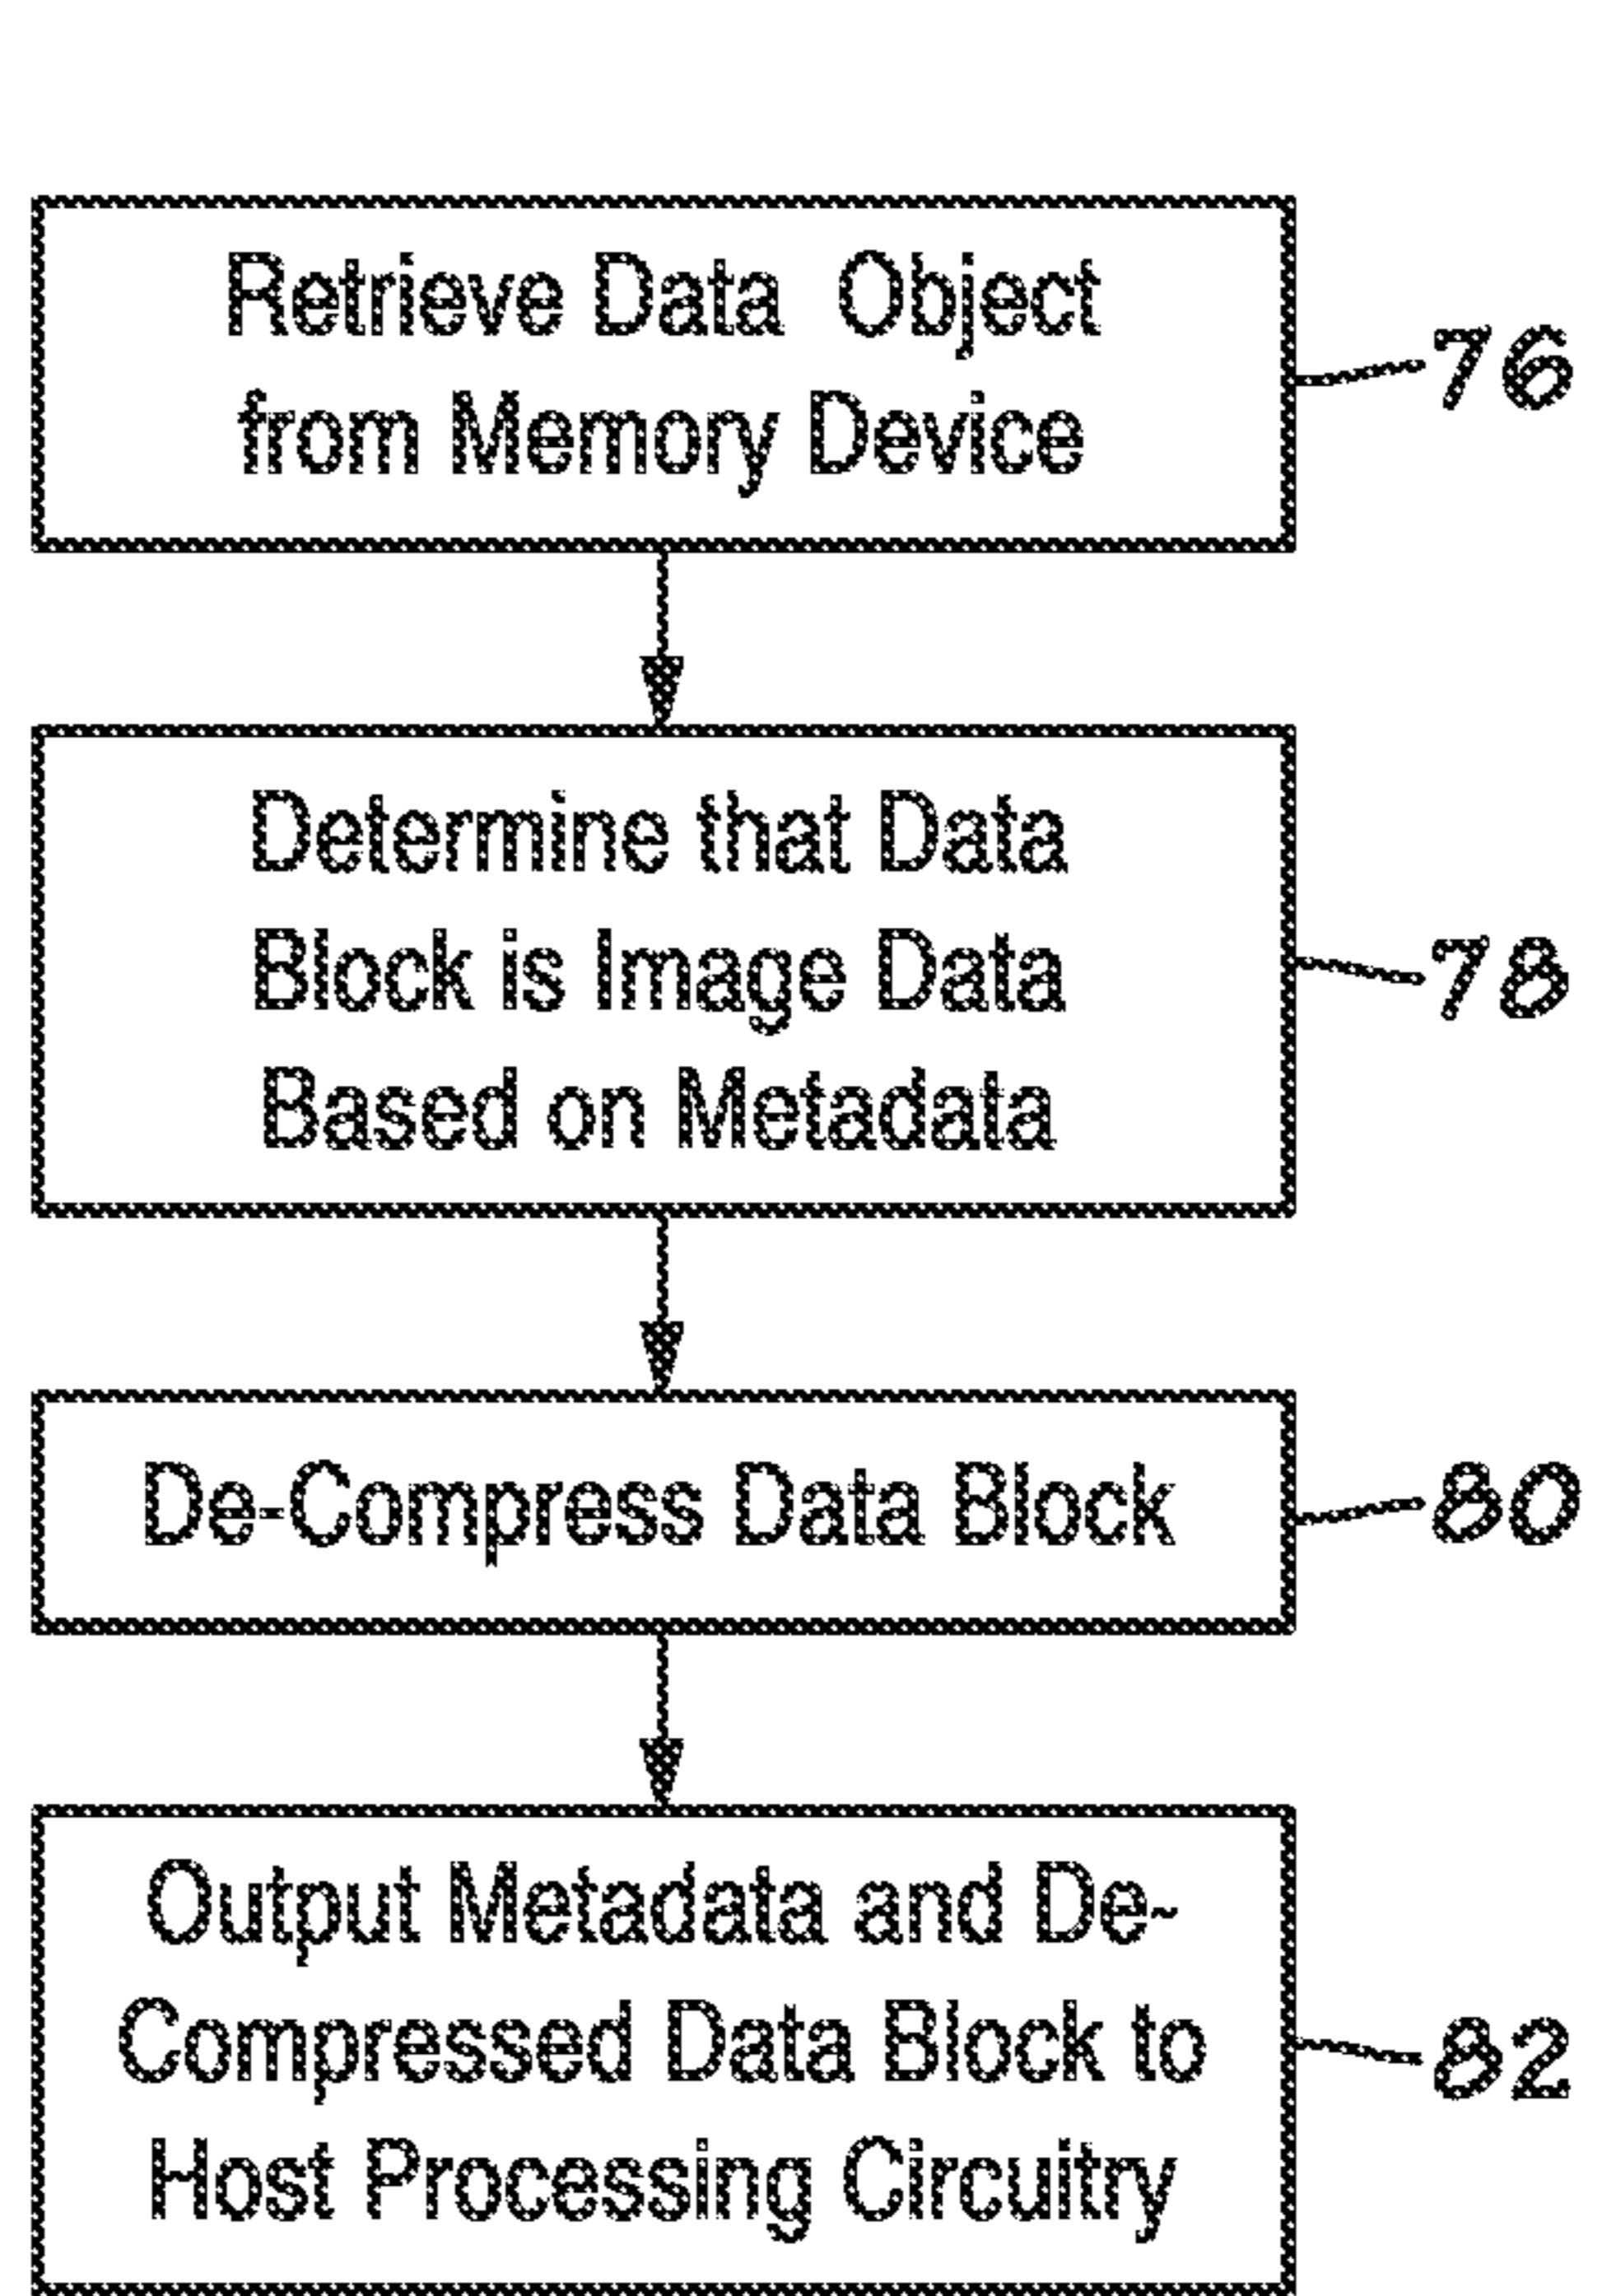 Retrieve Data Object
from Memory Device
76
Determine that Data
Block is Image Data
Based on Metadata
78
De-Compress Data Block
80
Output Metadata and De-
Compressed Data Block to
Host Processing Circuitry
82